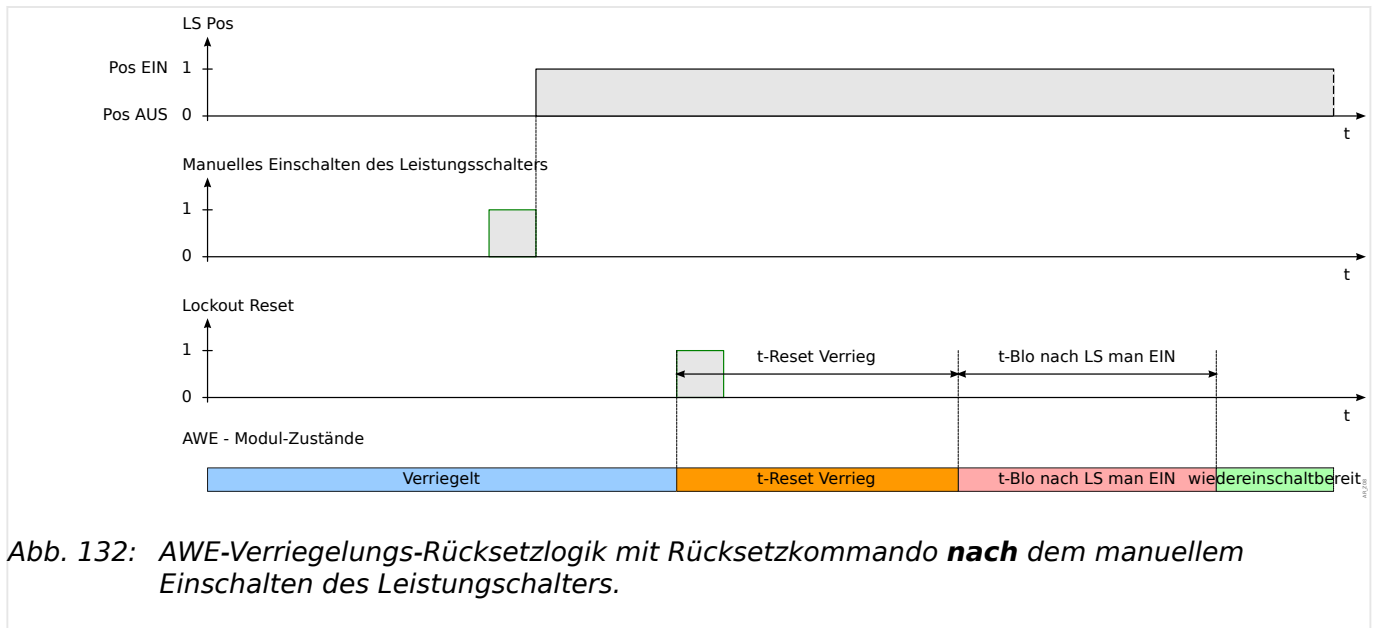 LS Pos
Pos EIN 1
Pos AUS 0
t
Manuelles Einschalten des Leistungsschalters
1
0
t
Lockout Reset
1
t-Reset Verrieg t-Blo nach LS man EIN
0
t
AWE - Modul-Zustände
Verriegelt t-Reset Verrieg t-Blo nach LS man EIN wiedereinschaltbereit
Abb. 132: AWE-Verriegelungs-Rücksetzlogik mit Rücksetzkommando nach dem manuellem
Einschalten des Leistungschalters.